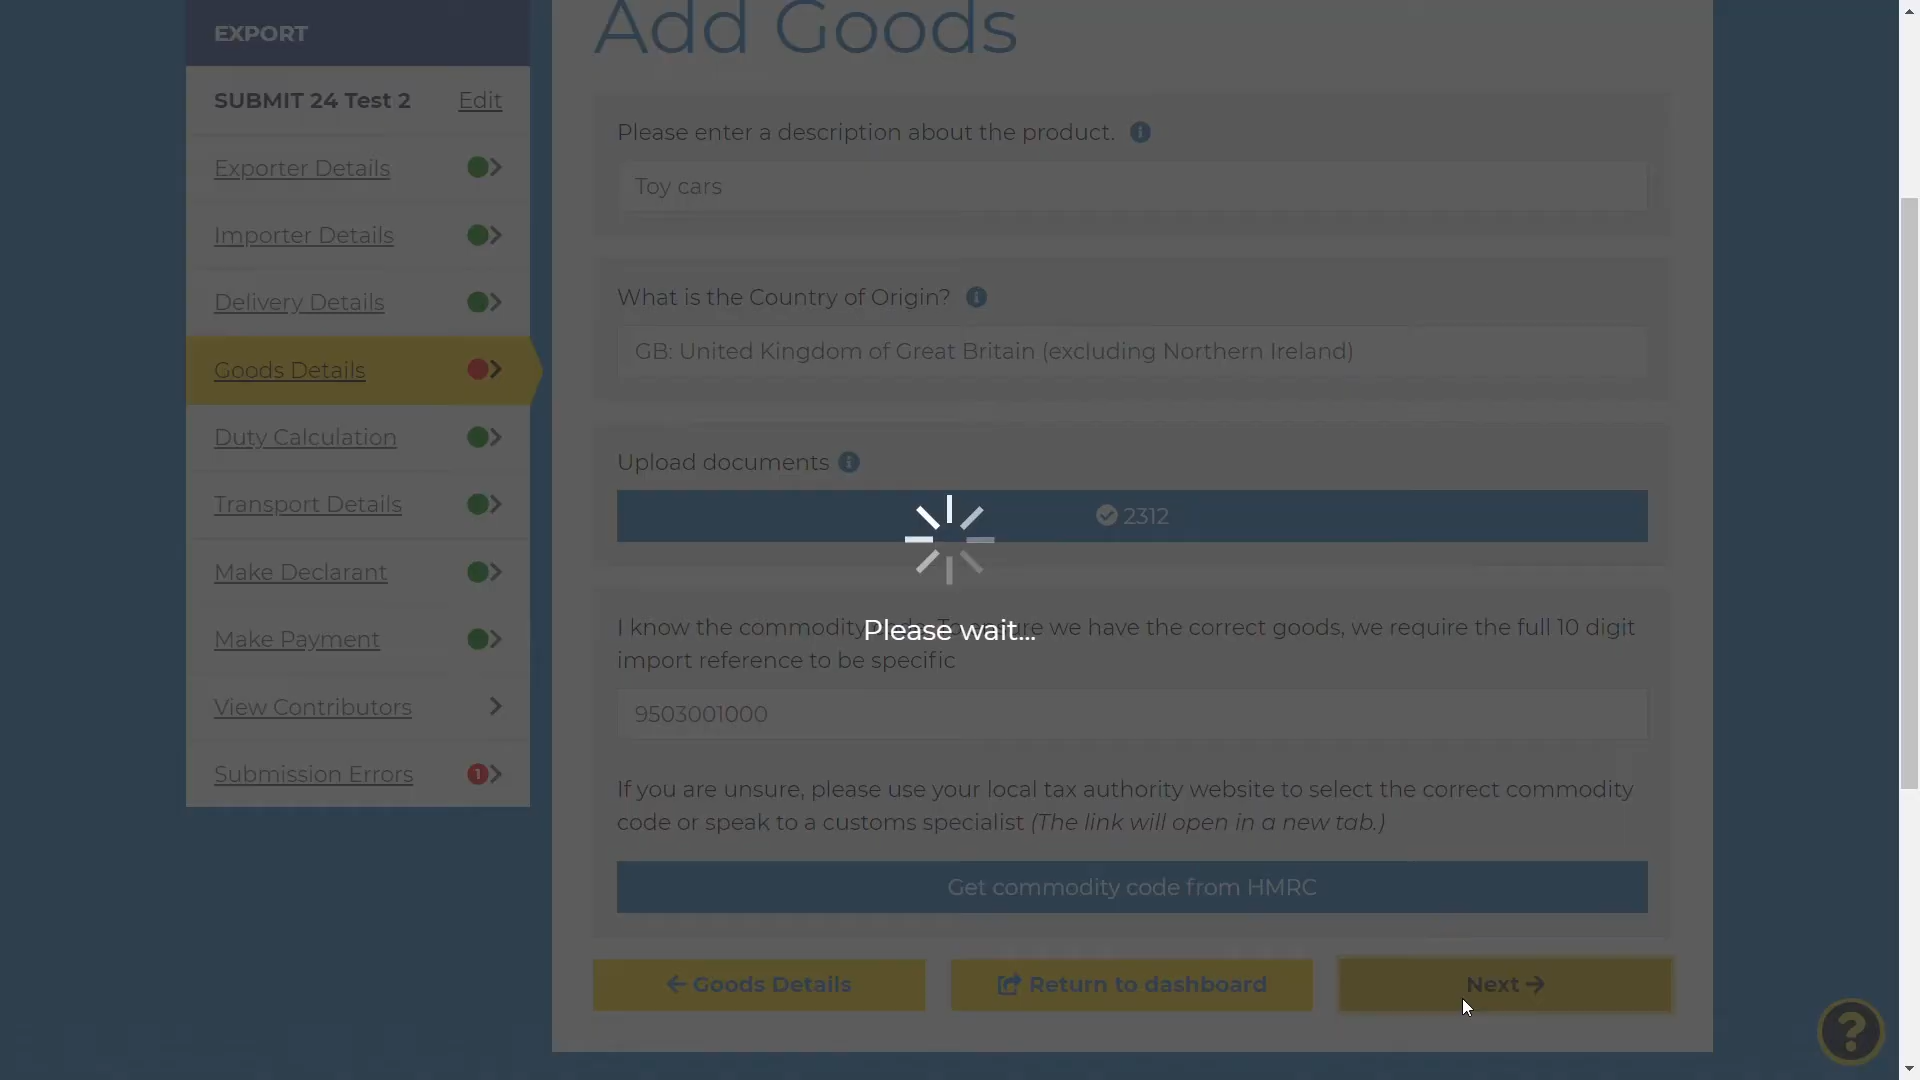 EXPORT
SUBMIT 24 Test 2 Edit
Exporter Details
Importer Details
Delivery Details
Goods Details
Duty Calculation
Transport Details
Make Declarant
Make Payment
View Contributors
Submission Errors 1
Add Goods
Please enter a description about the product.
Toy cars
What is the Country of Origin?
GB: United Kingdom of Great Britain (excluding Northern Ireland)
Upload documents
2312
I know the commodity we have the correct goods, we require the full 10 digit
import reference to be specific
Please wait...
9503001000
If you are unsure, please use your local tax authority website to select the correct commodity
code or speak to a customs specialist (The link will open in a new tab.)
Get commodity code from HMRC
Goods Details
Return to dashboard
Next
?